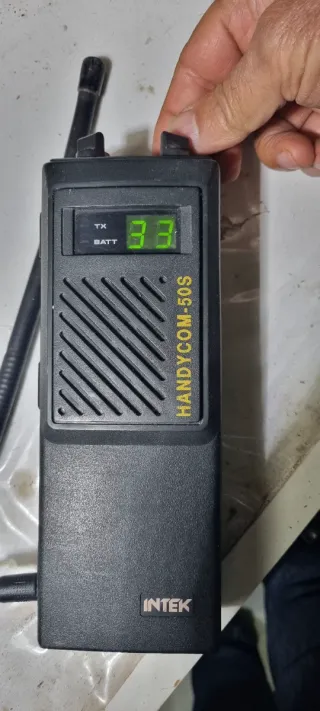 TX
BATT
33
HANDYCOM-50S
INTEK